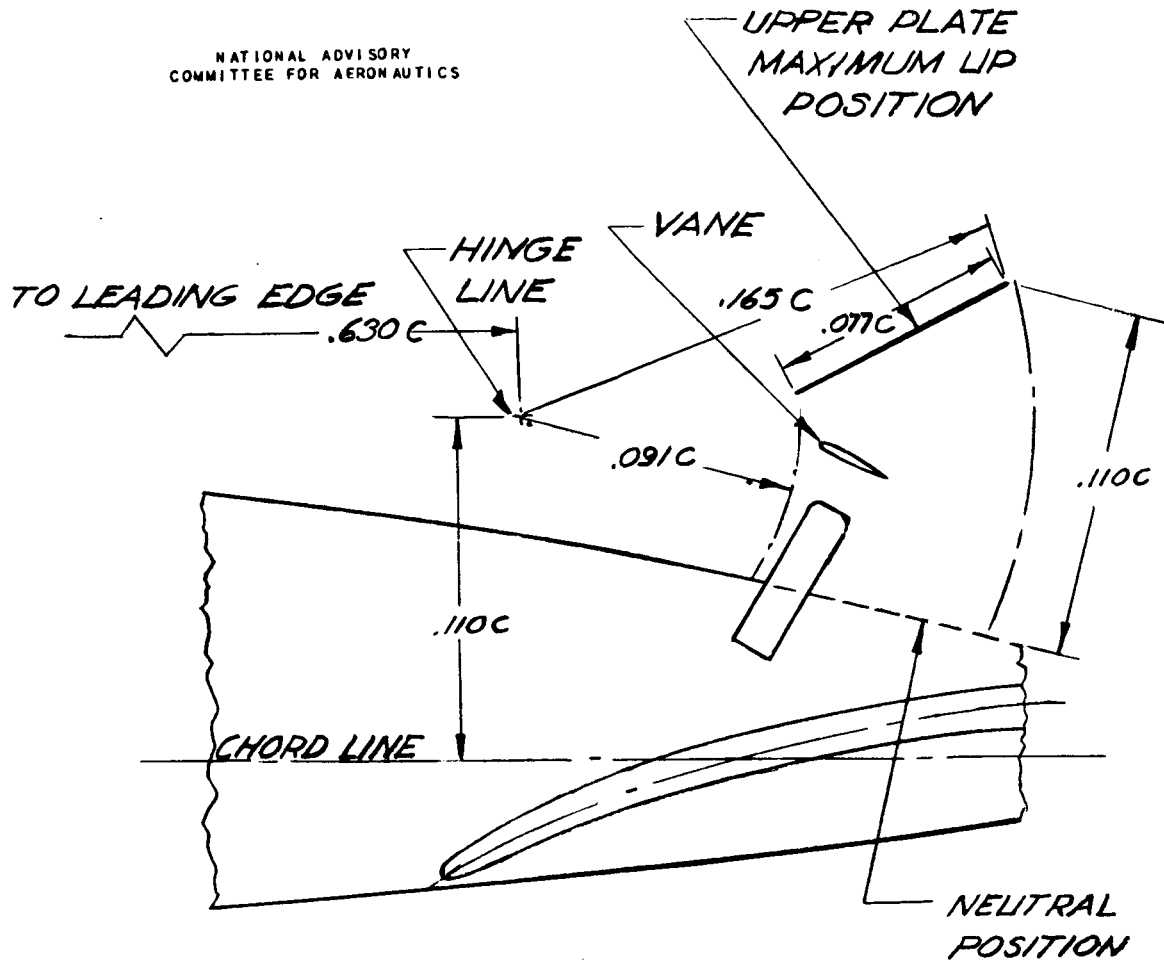 NATIONAL ADVISORY
COMMITTEE FOR AERONAUTICS
UPPER PLATE
MAXIMUM UP
POSITION
VANE
HINGE
LINE
TO LEADING EDGE
.630 C
.165 C
.077C
.091C
.110C
.110C
CHORD LINE
NEUTRAL
POSITION